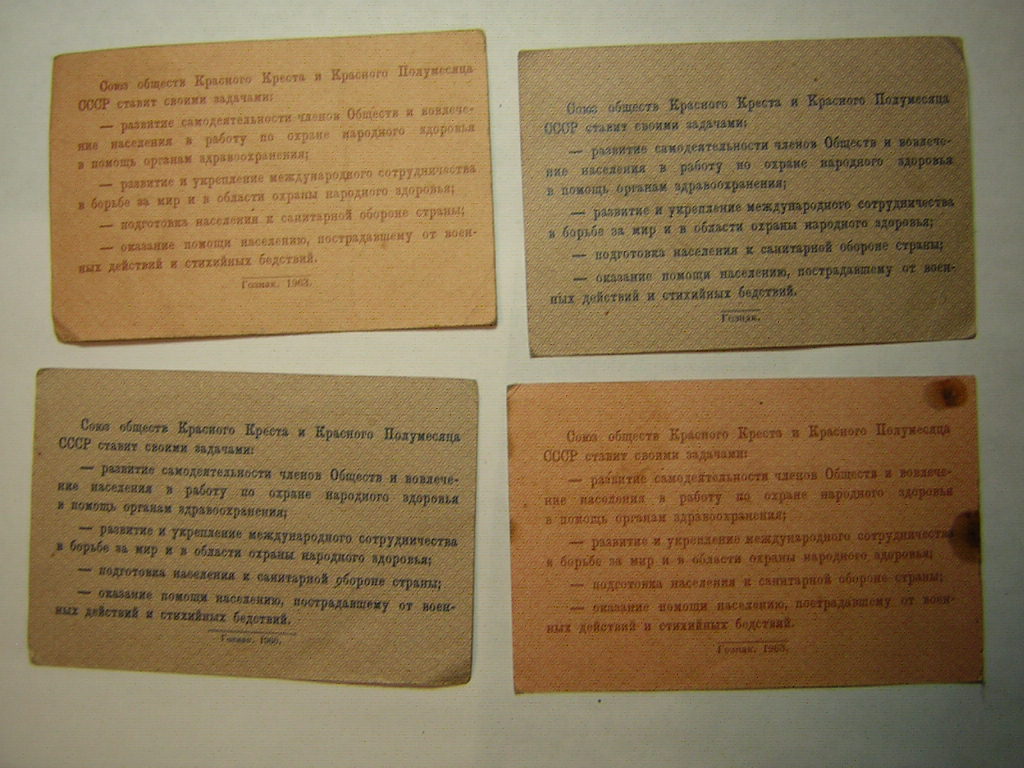 Союз обществ Красного Креста и Красного Полумесяца
СССР ставит своими задачами:
— развитие самодеятельности членов Обществ и вовлече-
ние населения в работу по охране народного здоровья
в помощь органам здравоохранения;
— развитие и укрепление международного сотрудничества
в борьбе за мир и в области охраны народного здоровья;
— подготовка населения к санитарной обороне страны;
— оказание помощи населению, пострадавшему от воен-
ных действий и стихийных бедствий.
Гознак. 1963.
Союз обществ Красного Креста и Красного Полумесяца
СССР ставит своими задачами:
— развитие самодеятельности членов Обществ и вовлече-
ние населения в работу по охране народного здоровья
в помощь органам здравоохранения;
— развитие и укрепление международного сотрудничества
в борьбе за мир и в области охраны народного здоровья;
— подготовка населения к санитарной обороне страны;
— оказание помощи населению, пострадавшему от воен-
ных действий и стихийных бедствий.
Гознак.
Союз обществ Красного Креста и Красного Полумесяца
СССР ставит своими задачами:
— развитие самодеятельности членов Обществ и вовлече-
ние населения в работу по охране народного здоровья
в помощь органам здравоохранения;
— развитие и укрепление международного сотрудничества
в борьбе за мир и в области охраны народного здоровья;
— подготовка населения к санитарной обороне страны;
— оказание помощи населению, пострадавшему от воен-
ных действий и стихийных бедствий.
Гознак. 1960.
Союз обществ Красного Креста и Красного Полумесяца
СССР ставит своими задачами:
— развитие самодеятельности членов Обществ и вовлече-
ние населения в работу по охране народного здоровья
в помощь органам здравоохранения;
— развитие и укрепление международного сотрудничества
в борьбе за мир и в области охраны народного здоровья;
— подготовка населения к санитарной обороне страны;
— оказание помощи населению, пострадавшему от воен-
ных действий и стихийных бедствий.
Гознак. 1963.